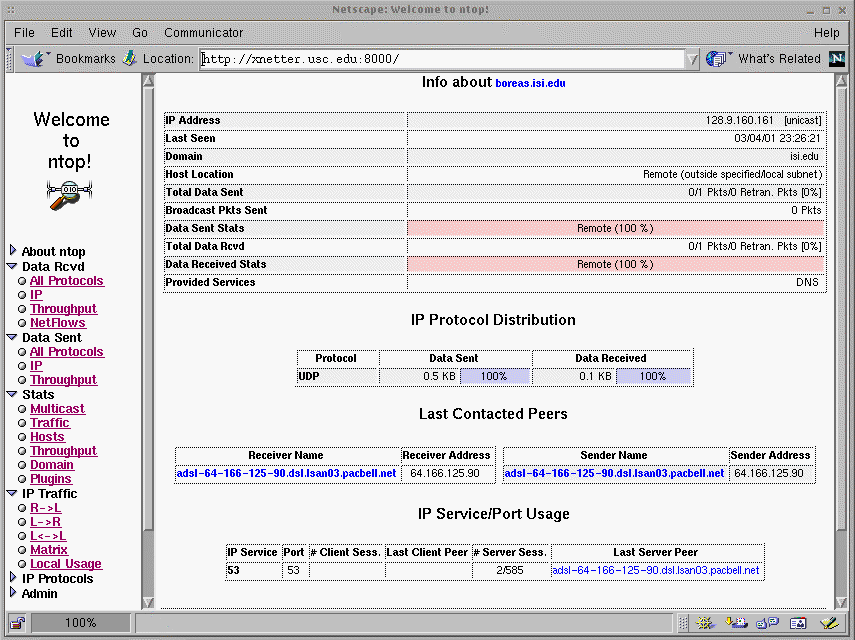 Netscape: Welcome to ntop!
File Edit View Go Communicator Help
Bookmarks Location: http://xnetter.usc.edu:8000/ What's Related N
Welcome
to
ntop!
About ntop
Data Rcvd
All Protocols
IP
Throughput
NetFlows
Data Sent
All Protocols
IP
Throughput
Stats
Multicast
Traffic
Hosts
Throughput
Domain
Plugins
IP Traffic
R->L
L->R
L<->L
Matrix
Local Usage
IP Protocols
Admin
Info about boreas.isi.edu
IP Address 128.9.160.161 [unicast]
Last Seen 03/04/01 23:26:21
Domain isi.edu
Host Location Remote (outside specified/local subnet)
Total Data Sent 0/1 Pkts/0 Retran. Pkts [0%]
Broadcast Pkts Sent 0 Pkts
Data Sent Stats Remote (100 %)
Total Data Rcvd 0/1 Pkts/0 Retran. Pkts [0%]
Data Received Stats Remote (100 %)
Provided Services DNS
IP Protocol Distribution
Protocol Data Sent Data Received
UDP 0.5 KB 100% 0.1 KB 100%
Last Contacted Peers
Receiver Name Receiver Address Sender Name Sender Address
adsl-64-166-125-90.dsl.lsan03.pacbell.net 64.166.125.90 adsl-64-166-125-90.dsl.lsan03.pacbell.net 64.166.125.90
IP Service/Port Usage
IP Service Port # Client Sess. Last Client Peer # Server Sess. Last Server Peer
53 53 2/585 adsl-64-166-125-90.dsl.lsan03.pacbell.net
100%